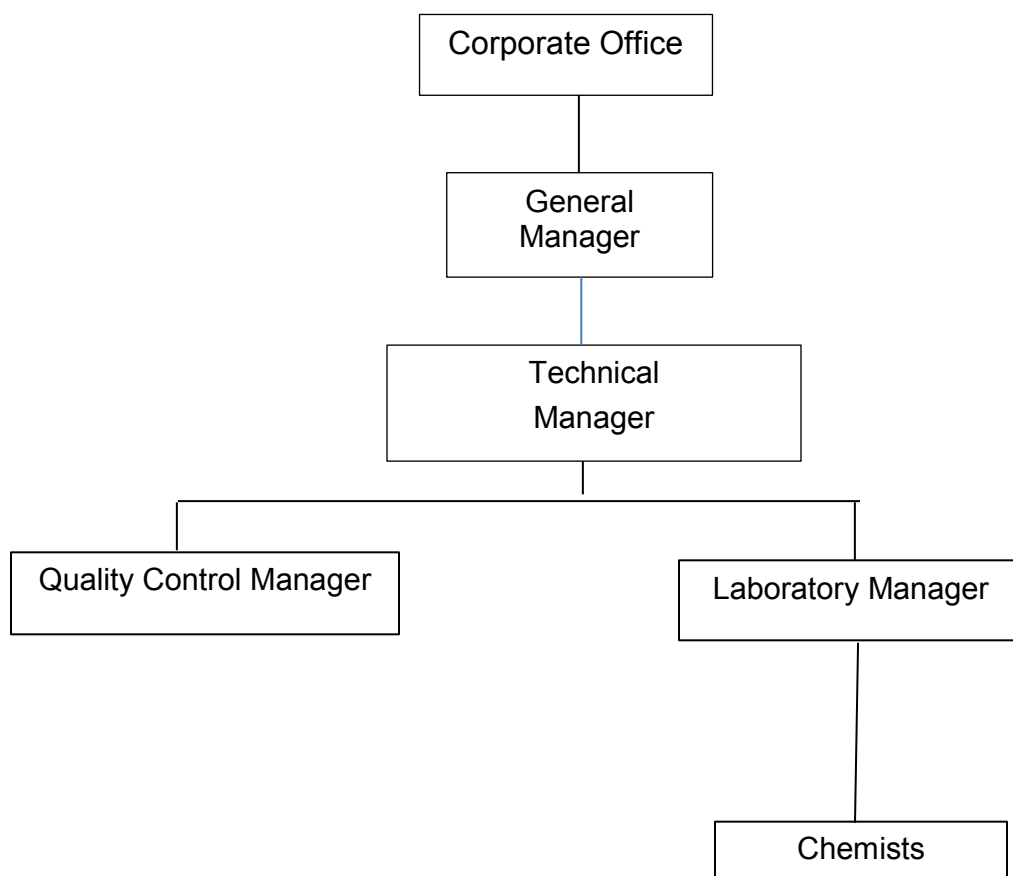 Corporate Office
General
Manager
Technical
Manager
Quality Control Manager
Laboratory Manager
Chemists